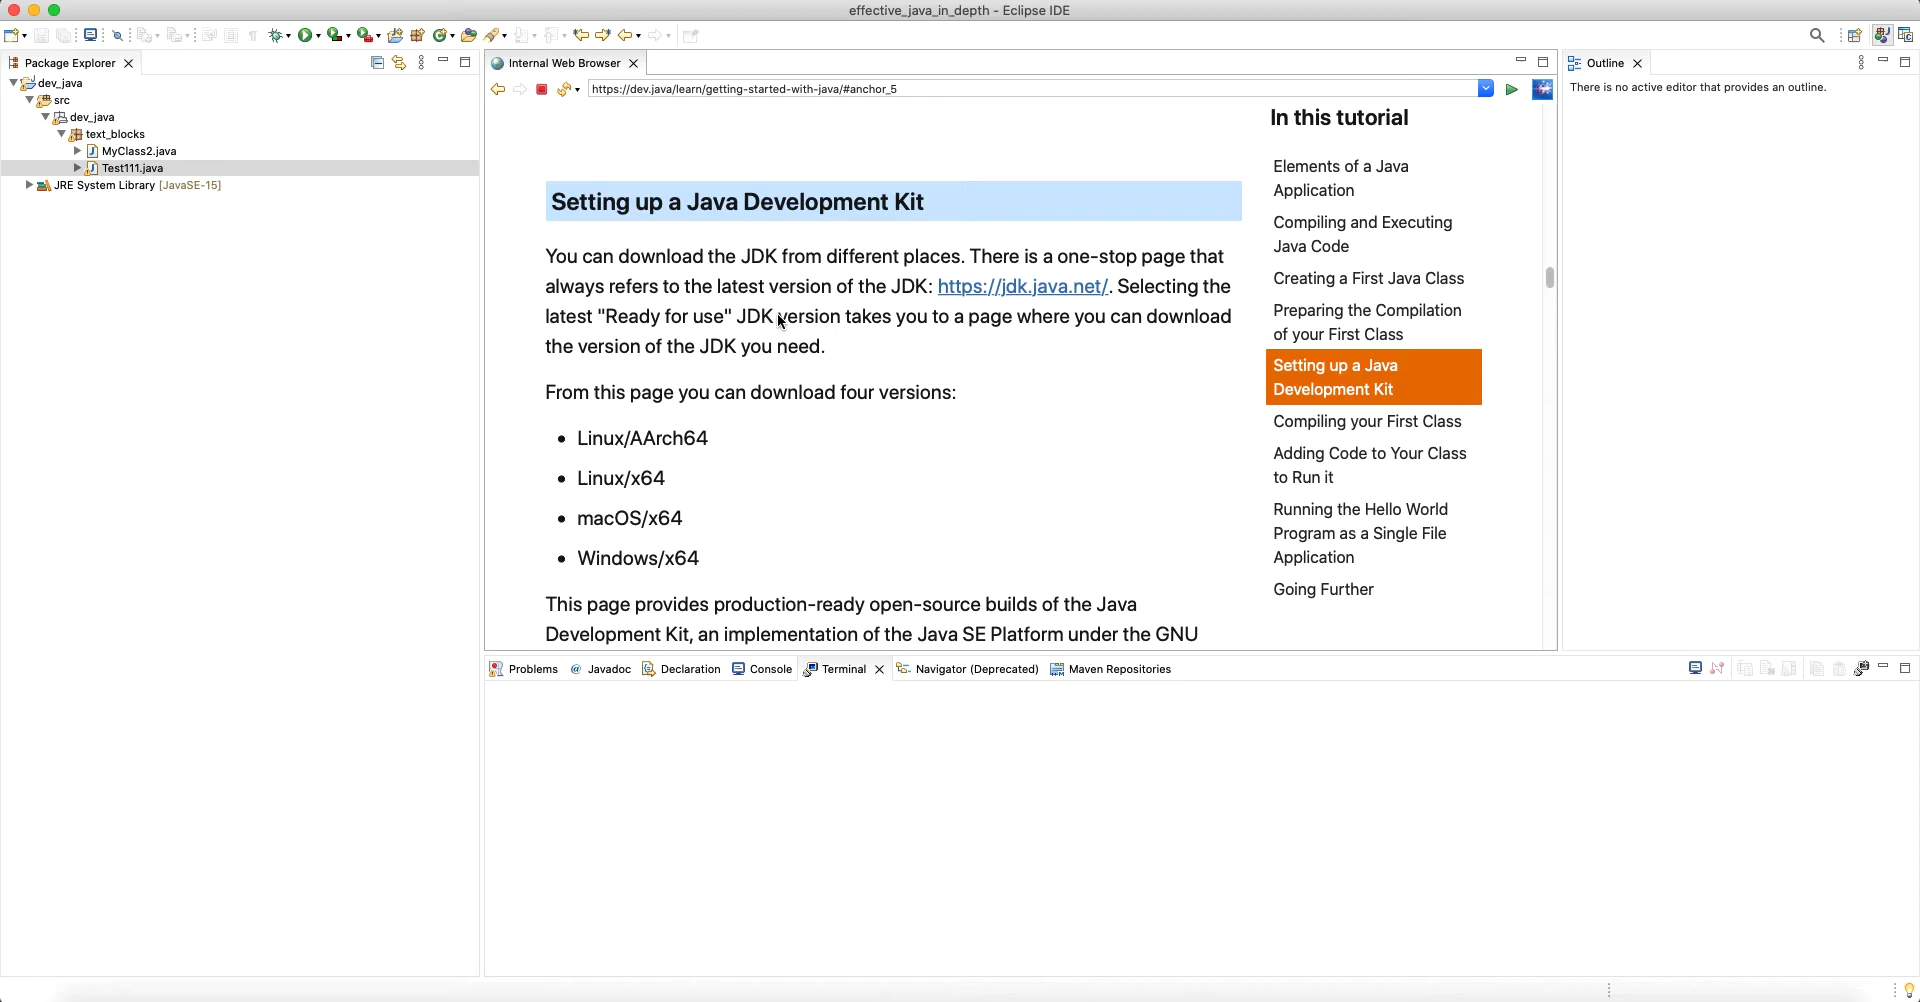 effective_java_in_depth - Eclipse IDE
Package Explorer
dev_java
src
dev_java
text_blocks
MyClass2.java
Test111.java
JRE System Library [JavaSE-15]
Internal Web Browser
https://dev.java/learn/getting-started-with-java/#anchor_5
Setting up a Java Development Kit
You can download the JDK from different places. There is a one-stop page that
always refers to the latest version of the JDK: https://jdk.java.net/. Selecting the
latest "Ready for use" JDK version takes you to a page where you can download
the version of the JDK you need.
From this page you can download four versions:
• Linux/AArch64
• Linux/x64
• macOS/x64
• Windows/x64
This page provides production-ready open-source builds of the Java
Development Kit, an implementation of the Java SE Platform under the GNU
In this tutorial
Elements of a Java
Application
Compiling and Executing
Java Code
Creating a First Java Class
Preparing the Compilation
of your First Class
Setting up a Java
Development Kit
Compiling your First Class
Adding Code to Your Class
to Run it
Running the Hello World
Program as a Single File
Application
Going Further
Outline
There is no active editor that provides an outline.
Problems
@ Javadoc
Declaration
Console
Terminal
Navigator (Deprecated)
Maven Repositories